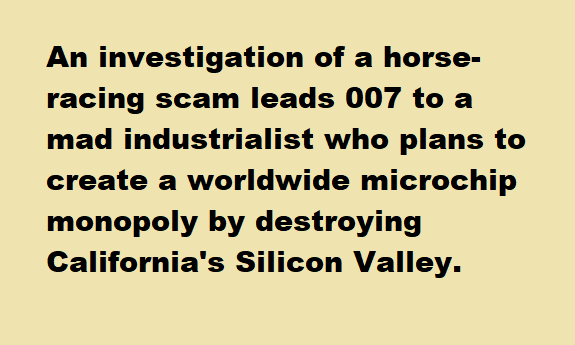 An investigation of a horse-
racing scam leads 007 to a
mad industrialist who plans to
create a worldwide microchip
monopoly by destroying
California's Silicon Valley.